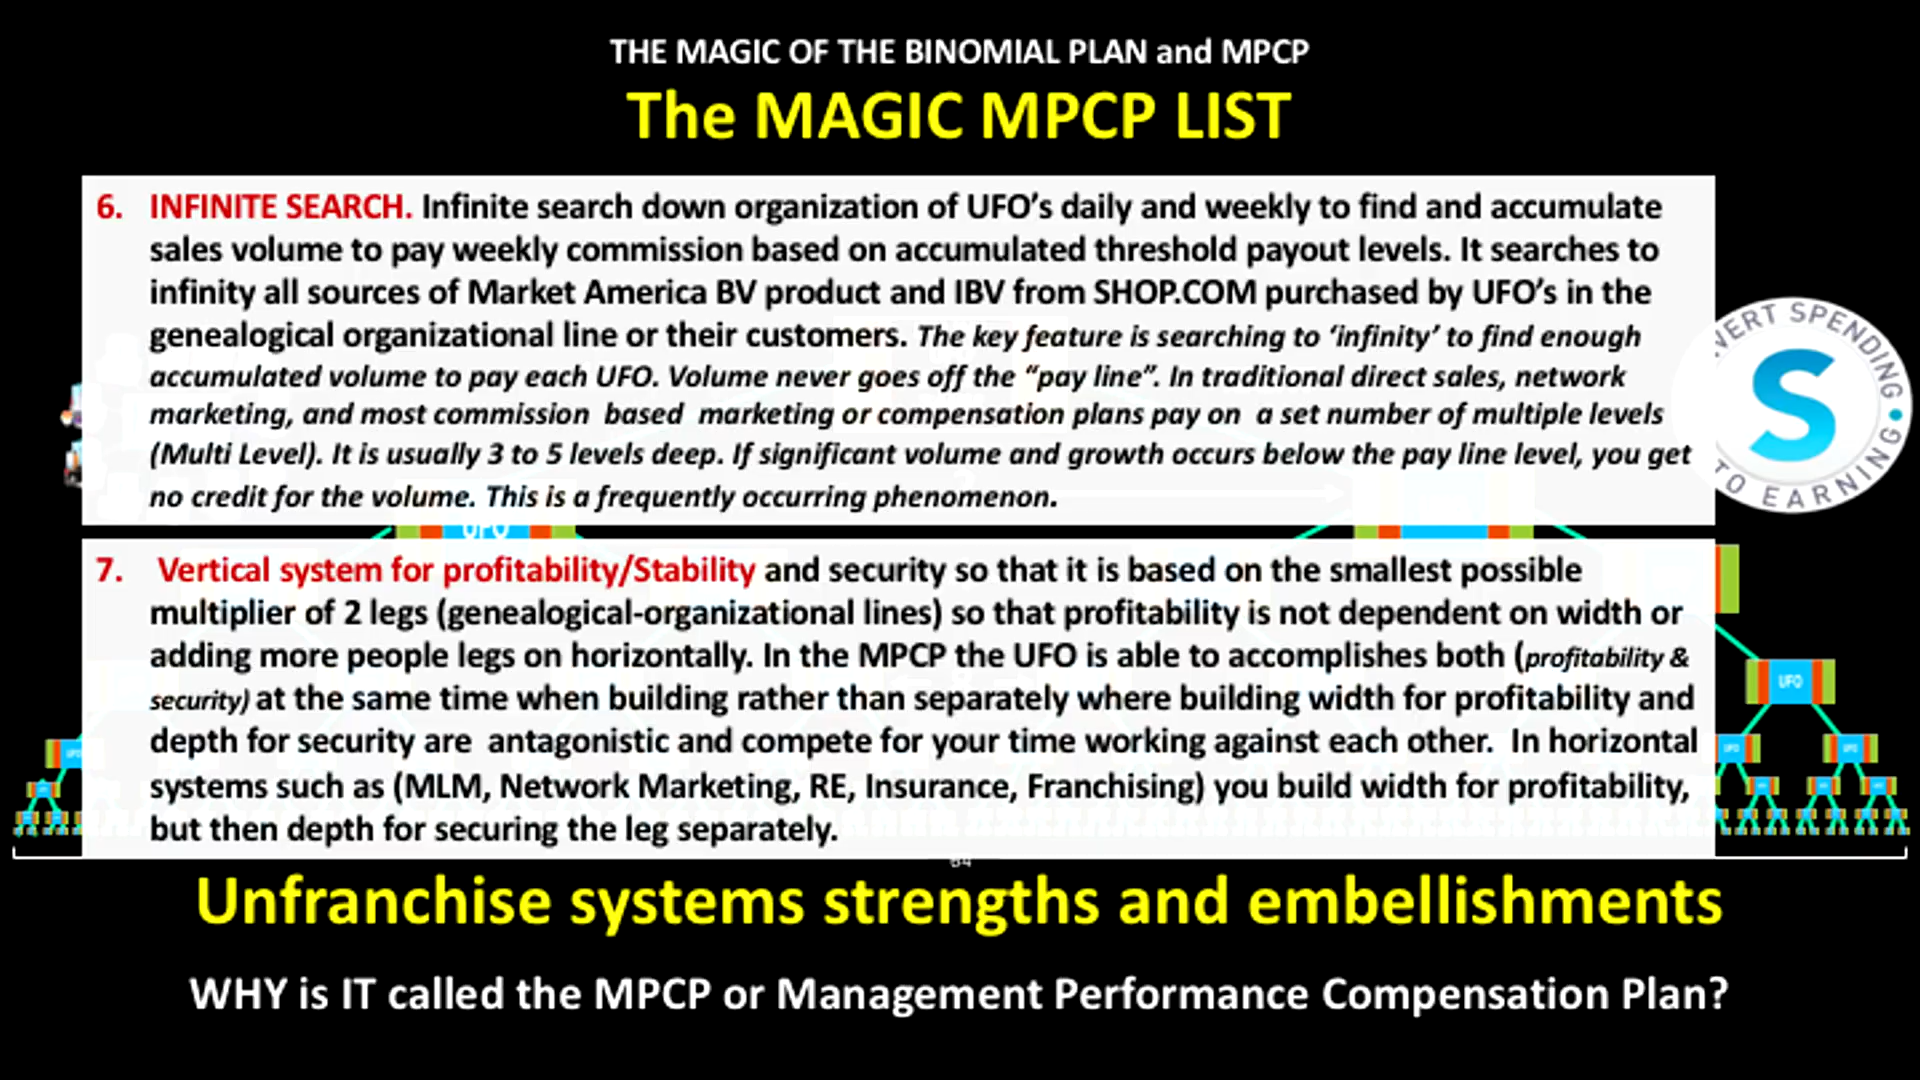 THE MAGIC OF THE BINOMIAL PLAN and MPCP
The MAGIC MPCP LIST
6. INFINITE SEARCH. Infinite search down organization of UFO's daily and weekly to find and accumulate
sales volume to pay weekly commission based on accumulated threshold payout levels. It searches to
infinity all sources of Market America BV product and IBV from SHOP.COM purchased by UFO's in the
genealogical organizational line or their customers. The key feature is searching to 'infinity' to find enough
accumulated volume to pay each UFO. Volume never goes off the “pay line”. In traditional direct sales, network
marketing, and most commission based marketing or compensation plans pay on a set number of multiple levels
(Multi Level). It is usually 3 to 5 levels deep. If significant volume and growth occurs below the pay line level, you get
no credit for the volume. This is a frequently occurring phenomenon.
VERT SPENDING
S
TO EARNING
UFO
7. Vertical system for profitability/Stability and security so that it is based on the smallest possible
multiplier of 2 legs (genealogical-organizational lines) so that profitability is not dependent on width or
adding more people legs on horizontally. In the MPCP the UFO is able to accomplishes both (profitability &
security) at the same time when building rather than separately where building width for profitability and
depth for security are antagonistic and compete for your time working against each other. In horizontal
systems such as (MLM, Network Marketing, RE, Insurance, Franchising) you build width for profitability,
but then depth for securing the leg separately.
UFO
64
Unfranchise systems strengths and embellishments
WHY is IT called the MPCP or Management Performance Compensation Plan?